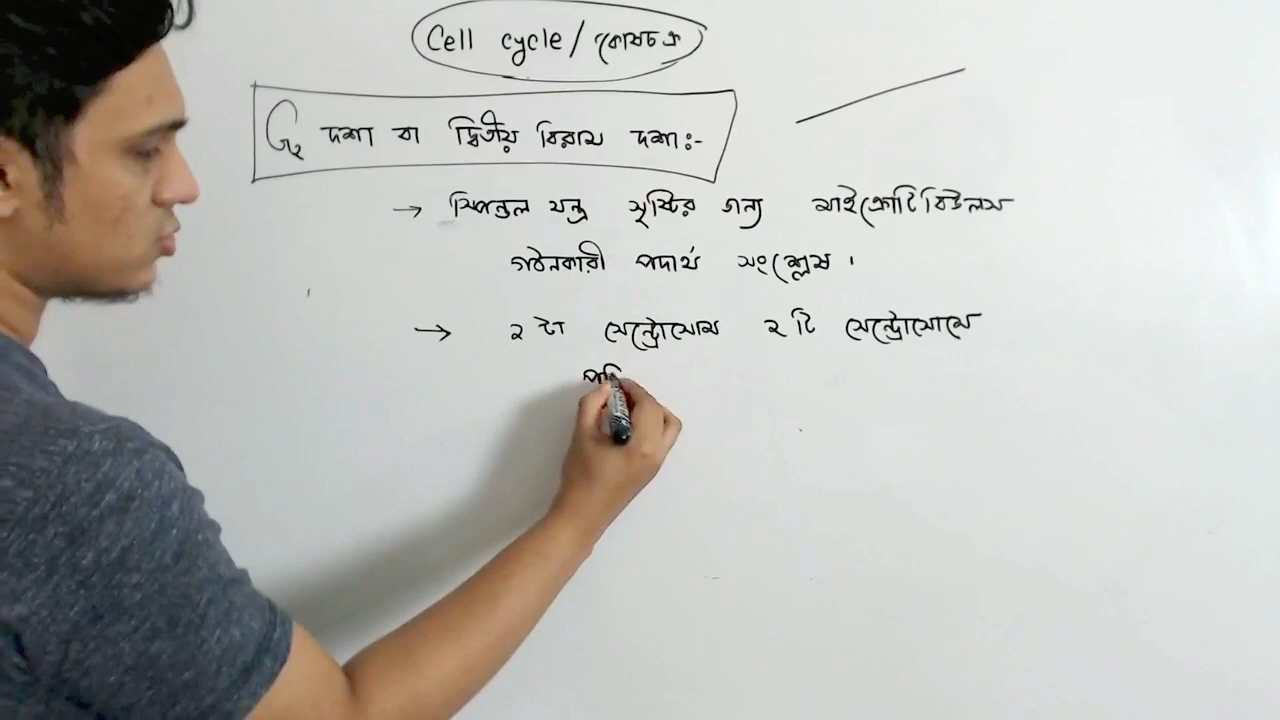 Cell cycle / কোষচক্র
G₂ দশা বা দ্বিতীয় বিরাম দশা:-
→ স্পিন্ডল যন্ত্র সৃষ্টির জন্য মাইক্রোটিবিউলস
গঠনকারী পদার্থ সংশ্লেষ ।
→ ২ টা সেন্ট্রোসোম ২ টি সেন্ট্রোসোমে